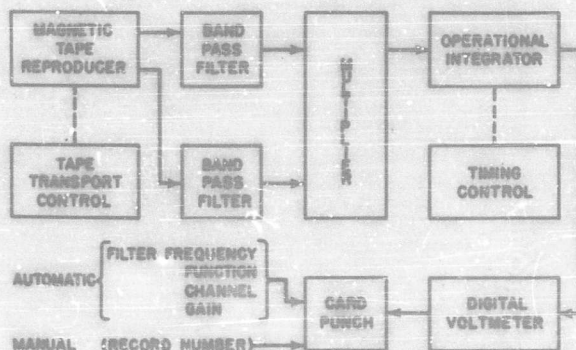 MAGNETIC
TAPE
REPRODUCER
BAND
PASS
FILTER
MULTIPLIER
OPERATIONAL
INTEGRATOR
TAPE
TRANSPORT
CONTROL
BAND
PASS
FILTER
TIMING
CONTROL
AUTOMATIC
FILTER FREQUENCY
FUNCTION
CHANNEL
GAIN
CARD
PUNCH
DIGITAL
VOLTMETER
MANUAL (RECORD NUMBER)